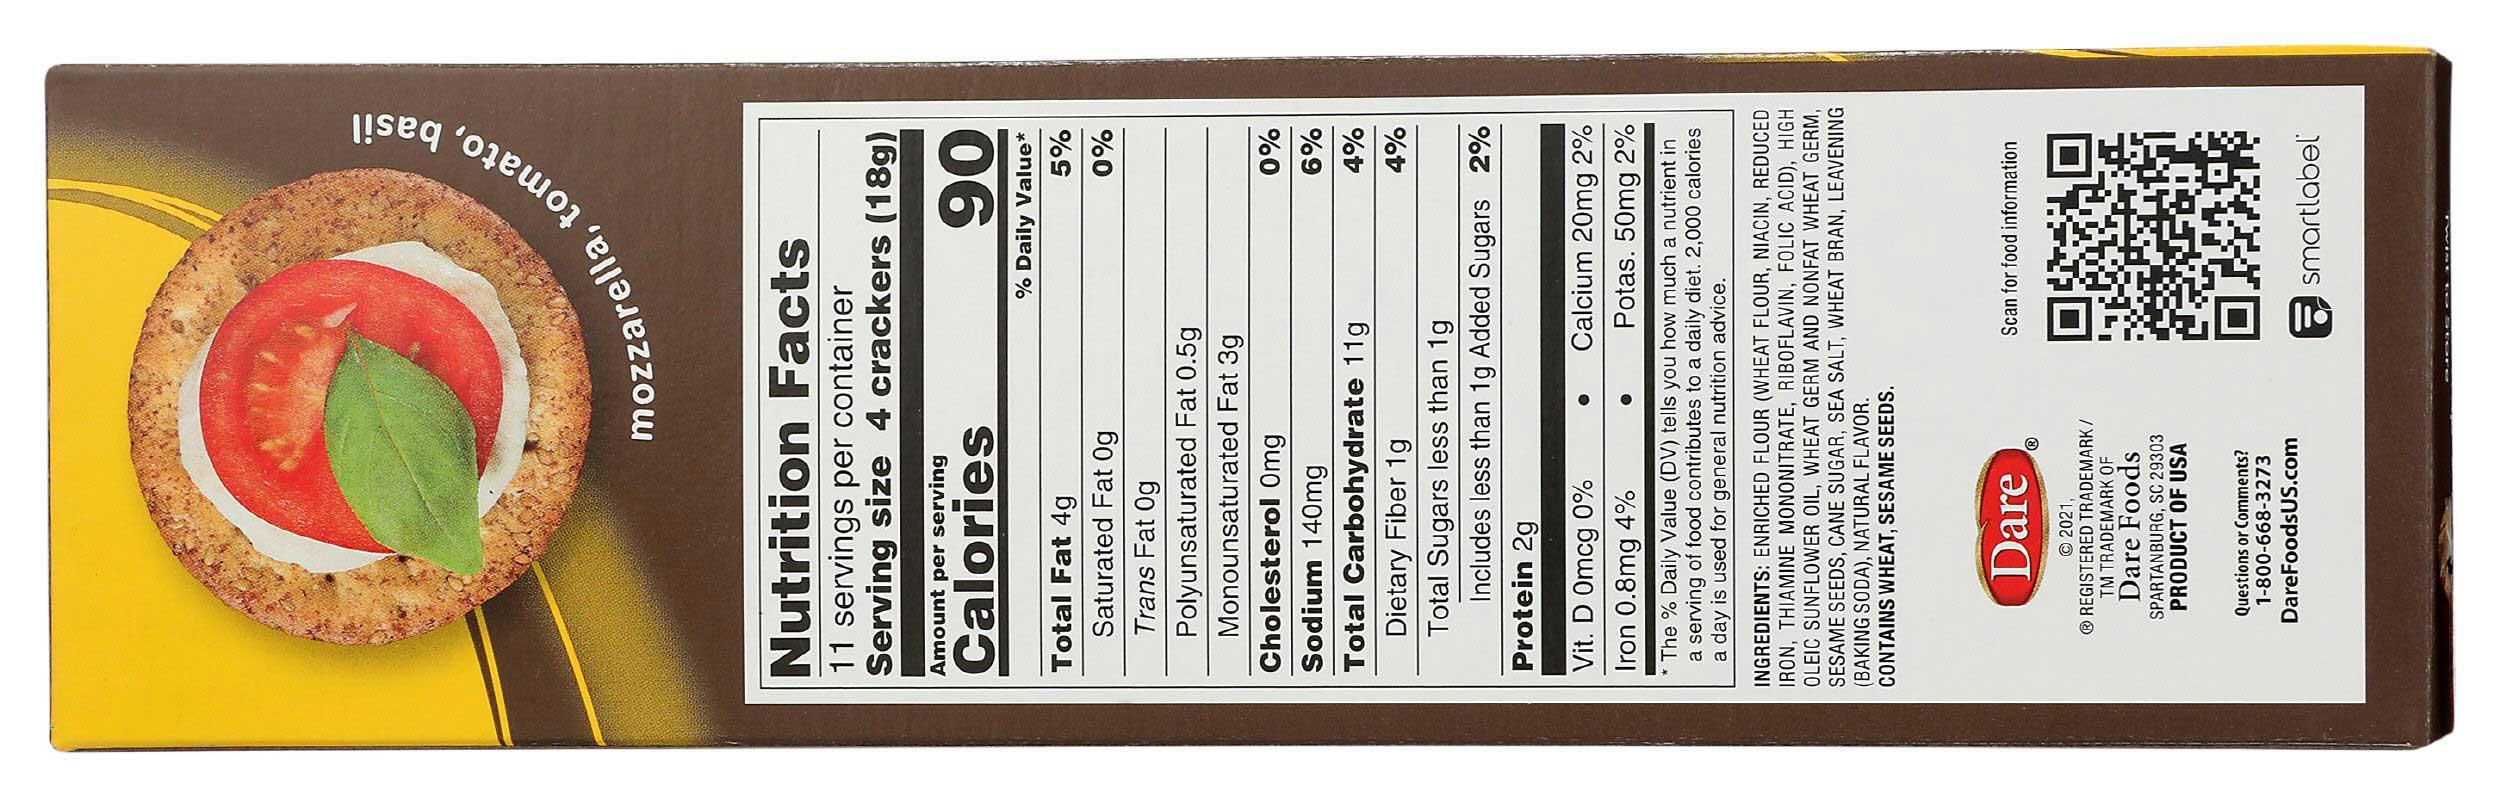 mozzarella, tomato, basil
Nutrition Facts
11 servings per container
Serving size 4 crackers (18g)
Amount per serving
Calories 90
% Daily Value*
Total Fat 4g 5%
Saturated Fat 0g 0%
Trans Fat 0g
Polyunsaturated Fat 0.5g
Monounsaturated Fat 3g
Cholesterol 0mg 0%
Sodium 140mg 6%
Total Carbohydrate 11g 4%
Dietary Fiber 1g 4%
Total Sugars less than 1g
Includes less than 1g Added Sugars 2%
Protein 2g
Vit. D 0mcg 0% • Calcium 20mg 2%
Iron 0.8mg 4% • Potas. 50mg 2%
* The % Daily Value (DV) tells you how much a nutrient in
a serving of food contributes to a daily diet. 2,000 calories
a day is used for general nutrition advice.
INGREDIENTS: ENRICHED FLOUR (WHEAT FLOUR, NIACIN, REDUCED
IRON, THIAMINE MONONITRATE, RIBOFLAVIN, FOLIC ACID), HIGH
OLEIC SUNFLOWER OIL, WHEAT GERM AND NONFAT WHEAT GERM,
SESAME SEEDS, CANE SUGAR, SEA SALT, WHEAT BRAN, LEAVENING
(BAKING SODA), NATURAL FLAVOR.
CONTAINS WHEAT, SESAME SEEDS.
Dare®
© 2021,
® REGISTERED TRADEMARK /
TM TRADEMARK OF
Dare Foods
SPARTANBURG, SC 29303
PRODUCT OF USA
Questions or Comments?
1-800-668-3273
DareFoodsUS.com
Scan for food information
smartlabel™